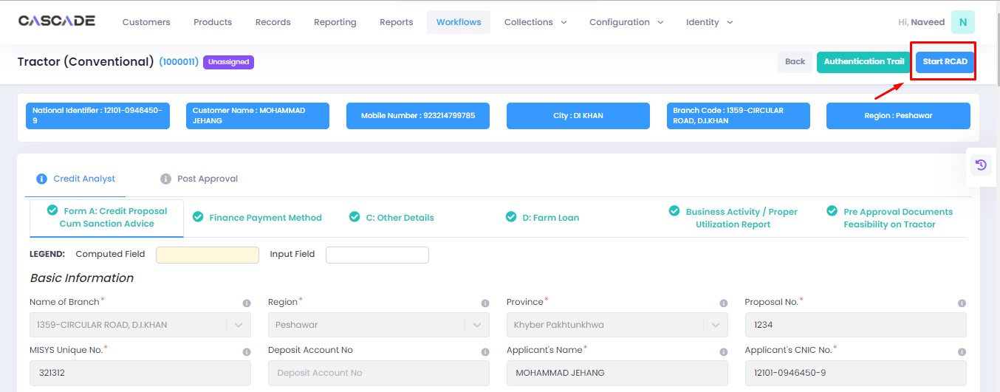 CASCADE Customers Products Records Reporting Reports Workflows Collections Configuration Identity Hi, Naveed N
Tractor (Conventional) (1000011) Unassigned Back Authentication Trail Start RCAD
National Identifier : 12101-0946450-
9
Customer Name : MOHAMMAD
JEHANG
Mobile Number : 923214799785
City : DI KHAN
Branch Code : 1359-CIRCULAR
ROAD, D.I.KHAN
Region : Peshawar
Credit Analyst Post Approval
Form A: Credit Proposal
Cum Sanction Advice
Finance Payment Method
C: Other Details
D: Farm Loan
Business Activity / Proper
Utilization Report
Pre Approval Documents
Feasibility on Tractor
LEGEND: Computed Field Input Field
Basic Information
Name of Branch* Region* Province* Proposal No.*
1359-CIRCULAR ROAD, D.I.KHAN Peshawar Khyber Pakhtunkhwa 1234
MISYS Unique No.* Deposit Account No Applicant's Name* Applicant's CNIC No.*
321312 Deposit Account No MOHAMMAD JEHANG 12101-0946450-9